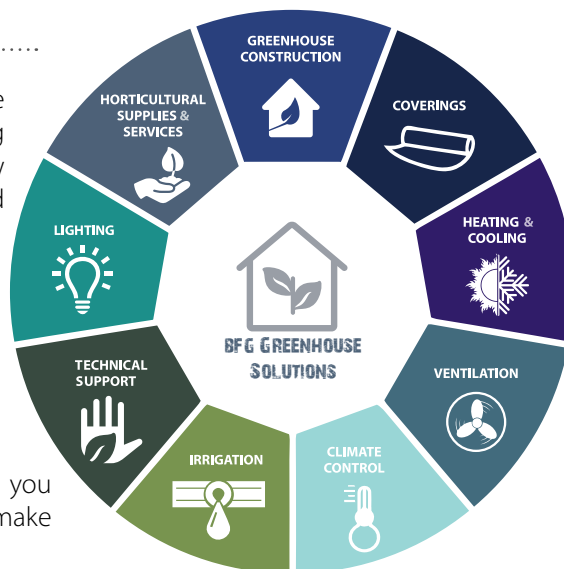 .....
e
g
y
d
you
make
GREENHOUSE
CONSTRUCTION
COVERINGS
HEATING &
COOLING
VENTILATION
CLIMATE
CONTROL
IRRIGATION
TECHNICAL
SUPPORT
LIGHTING
HORTICULTURAL
SUPPLIES &
SERVICES
BFG GREENHOUSE
SOLUTIONS